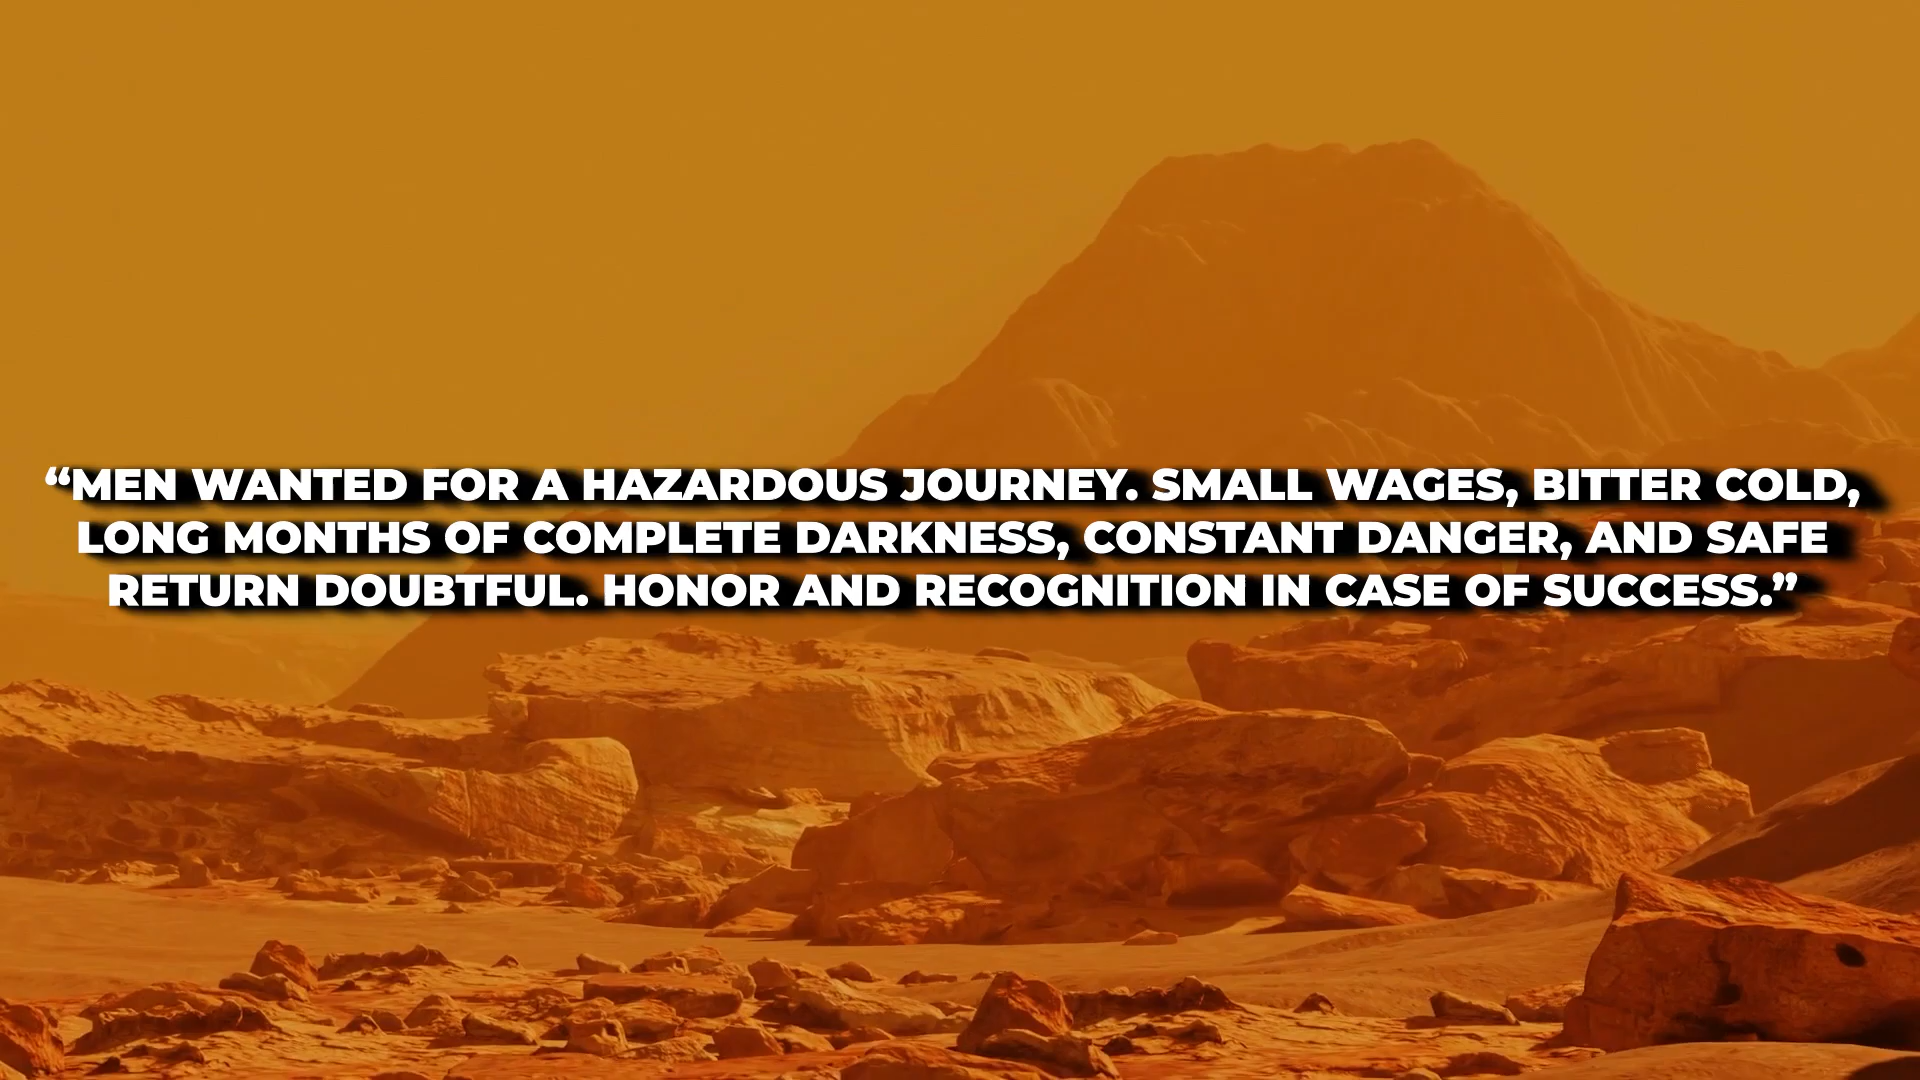 “MEN WANTED FOR A HAZARDOUS JOURNEY. SMALL WAGES, BITTER COLD,
LONG MONTHS OF COMPLETE DARKNESS, CONSTANT DANGER, AND SAFE
RETURN DOUBTFUL. HONOR AND RECOGNITION IN CASE OF SUCCESS.”